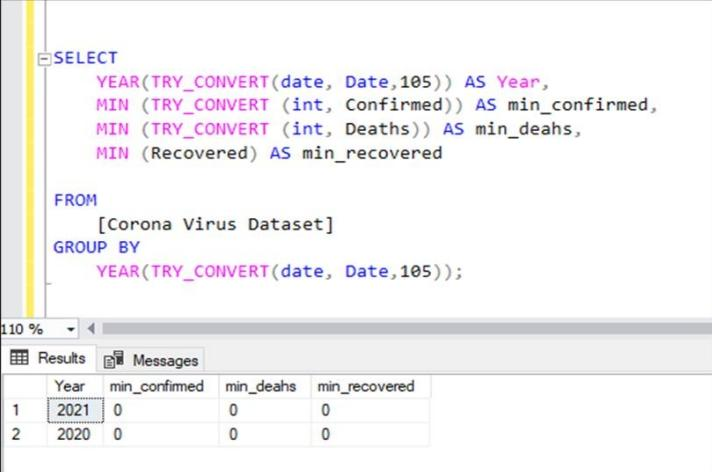 SELECT
YEAR(TRY_CONVERT(date, Date,105)) AS Year,
MIN (TRY_CONVERT (int, Confirmed)) AS min_confirmed,
MIN (TRY_CONVERT (int, Deaths)) AS min_deahs,
MIN (Recovered) AS min_recovered
FROM
[Corona Virus Dataset]
GROUP BY
YEAR(TRY_CONVERT(date, Date,105));
110 %
Results Messages
Year min_confirmed min_deahs min_recovered
1 2021 0 0 0
2 2020 0 0 0